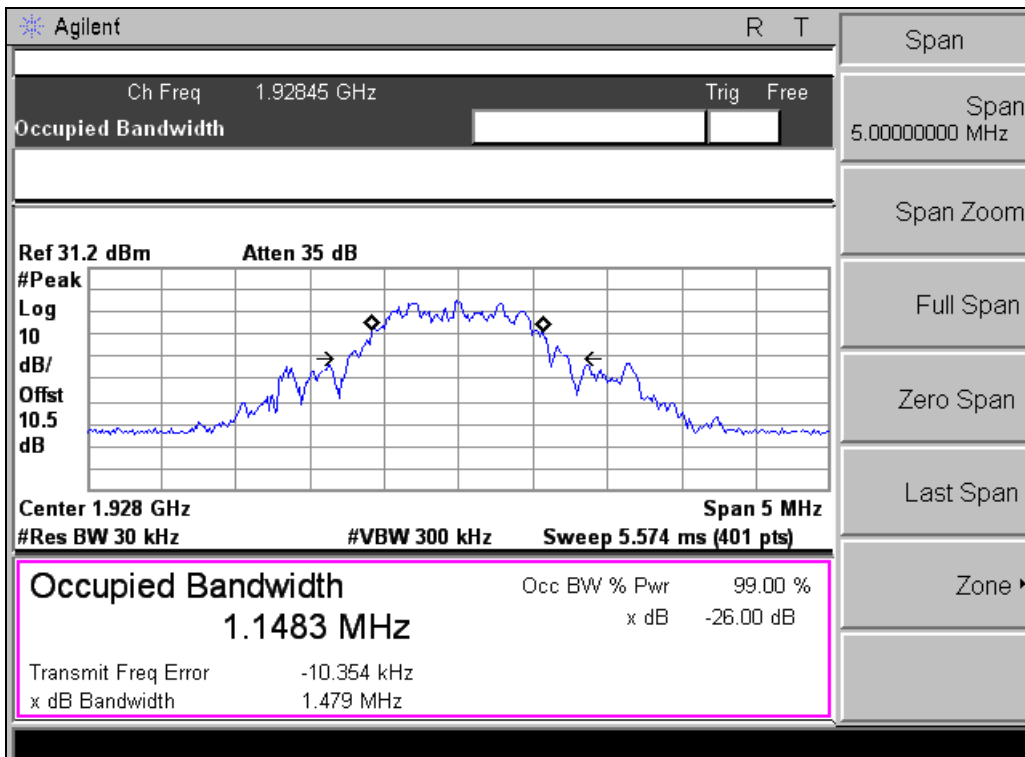 Agilent R T
Ch Freq 1.92845 GHz Trig Free
Occupied Bandwidth
Ref 31.2 dBm Atten 35 dB
#Peak
Log
10
dB/
Offst
10.5
dB
Center 1.928 GHz Span 5 MHz
#Res BW 30 kHz #VBW 300 kHz Sweep 5.574 ms (401 pts)
Occupied Bandwidth Occ BW % Pwr 99.00 %
1.1483 MHz x dB -26.00 dB
Transmit Freq Error -10.354 kHz
x dB Bandwidth 1.479 MHz
Span
Span
5.00000000 MHz
Span Zoom
Full Span
Zero Span
Last Span
Zone